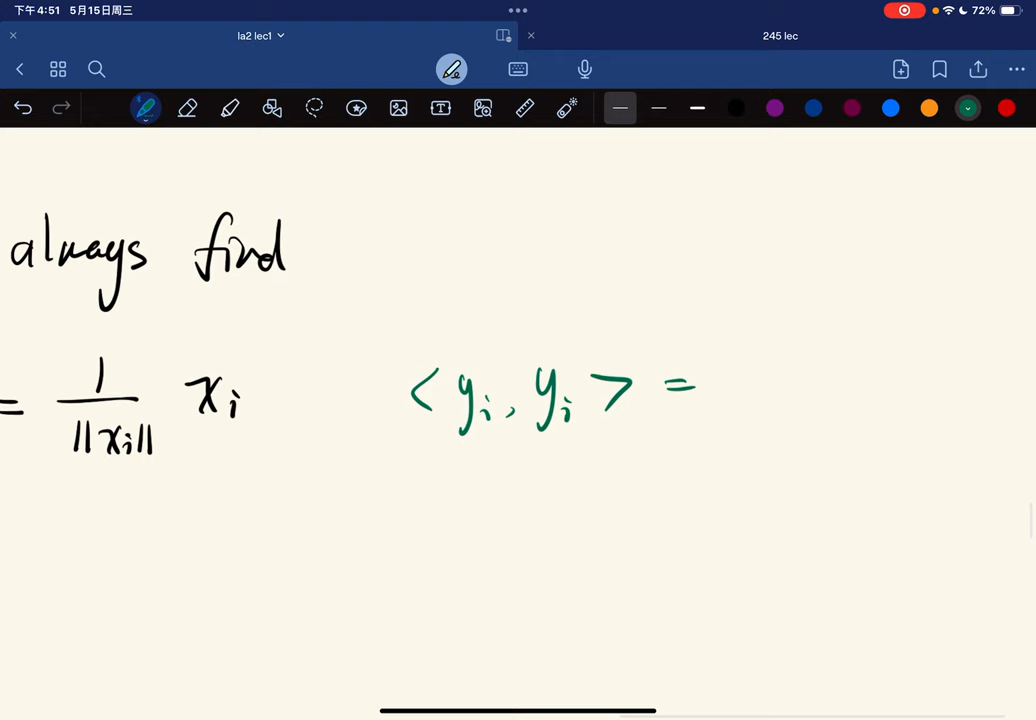 下午4:51 5月15日周三 72%
la2 lec1 245 lec
always find
= 1/||xᵢ|| xᵢ <yᵢ, yᵢ> =